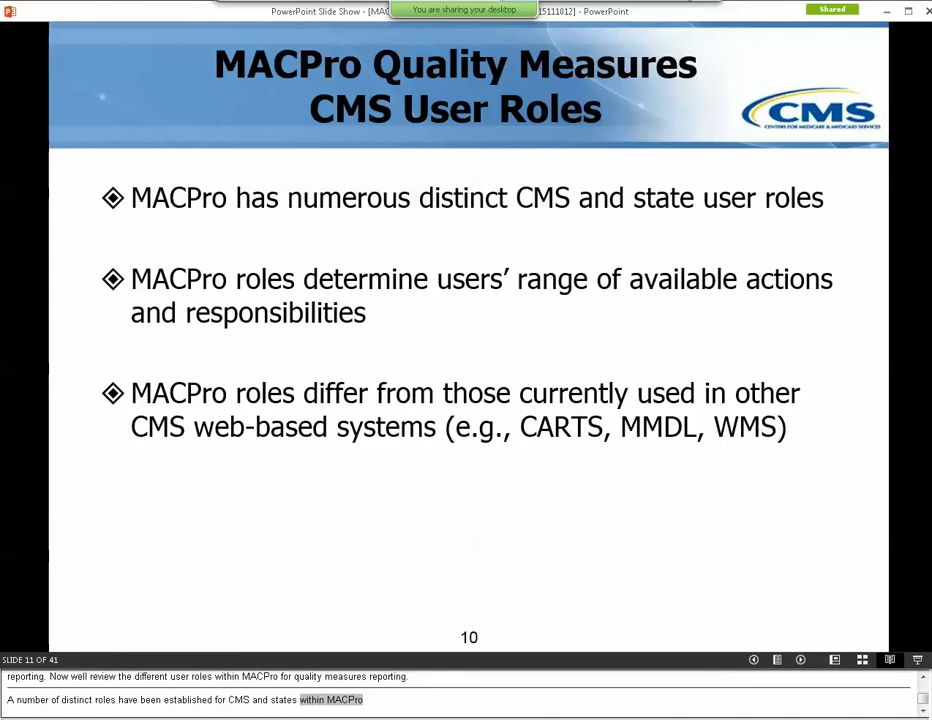 PowerPoint Slide Show - [MAC
You are sharing your desktop
15111012] - PowerPoint
Shared
MACPro Quality Measures
CMS User Roles
CMS
CENTERS FOR MEDICARE & MEDICAID SERVICES
MACPro has numerous distinct CMS and state user roles
MACPro roles determine users’ range of available actions
and responsibilities
MACPro roles differ from those currently used in other
CMS web-based systems (e.g., CARTS, MMDL, WMS)
10
SLIDE 11 OF 41
reporting. Now well review the different user roles within MACPro for quality measures reporting.
A number of distinct roles have been established for CMS and states within MACPro